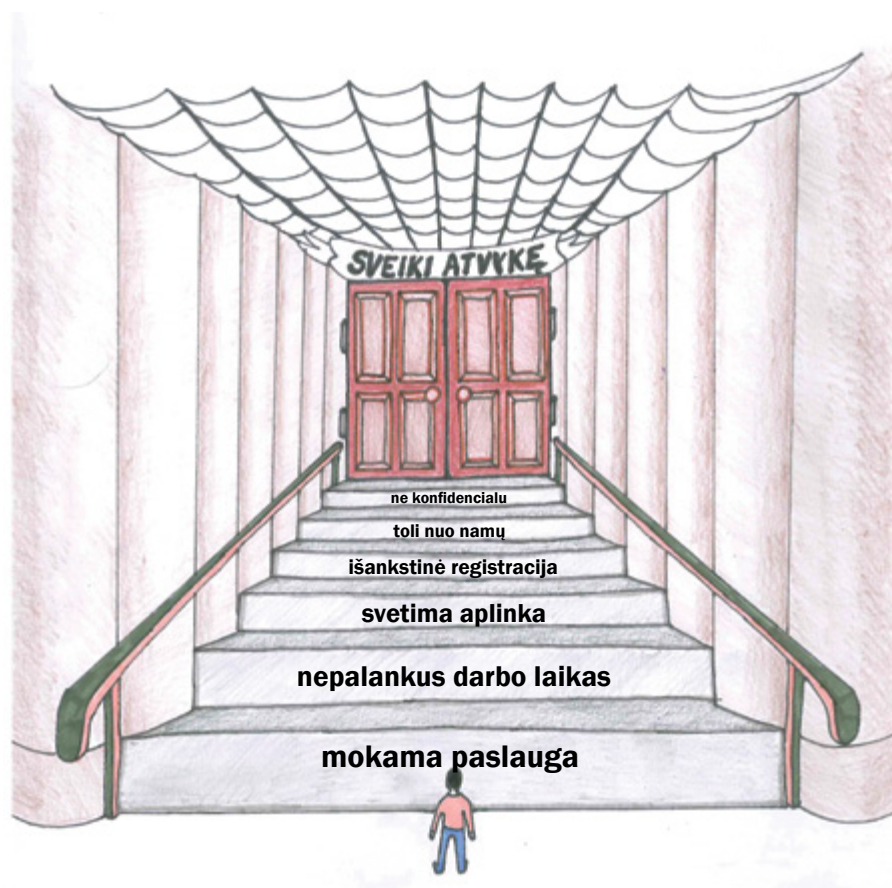 SVEIKI ATVYKĘ
ne konfidencialu
toli nuo namų
išankstinė registracija
svetima aplinka
nepalankus darbo laikas
mokama paslauga